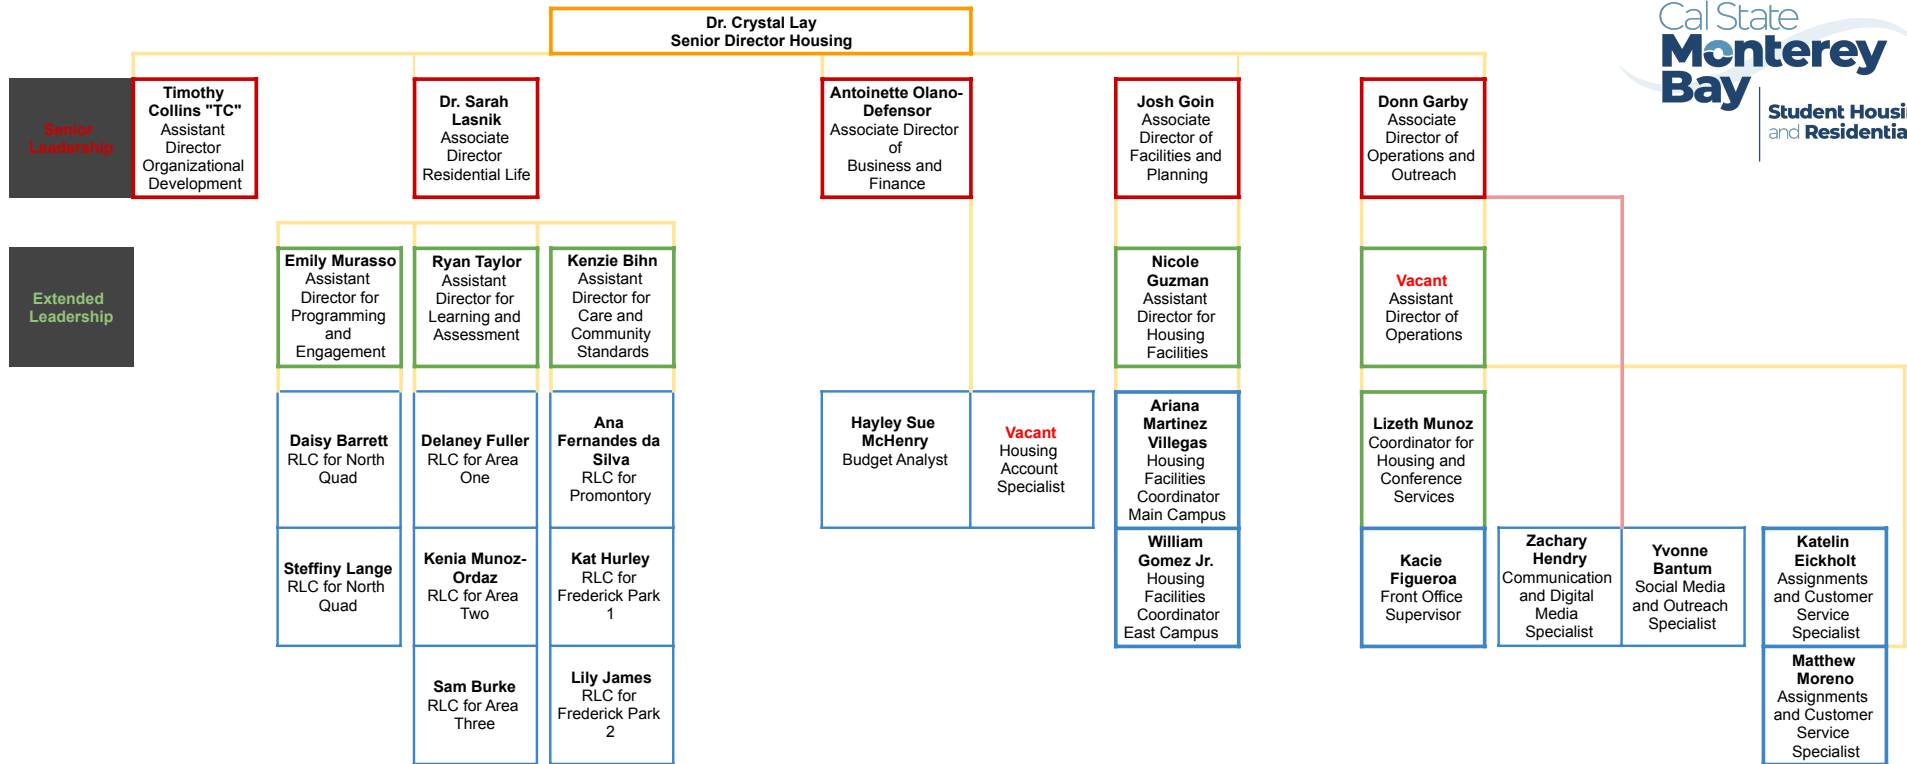 Dr. Crystal Lay
Senior Director Housing
Cal State
Monterey
Bay
Student Housi
and Residentia
Senior
Leadership
Timothy
Collins "TC"
Assistant
Director
Organizational
Development
Dr. Sarah
Lasnik
Associate
Director
Residential Life
Antoinette Olano-
Defensor
Associate Director
of
Business and
Finance
Josh Goin
Associate
Director of
Facilities and
Planning
Donn Garby
Associate
Director of
Operations and
Outreach
Extended
Leadership
Emily Murasso
Assistant
Director for
Programming
and
Engagement
Ryan Taylor
Assistant
Director for
Learning and
Assessment
Kenzie Bihn
Assistant
Director for
Care and
Community
Standards
Nicole
Guzman
Assistant
Director for
Housing
Facilities
Vacant
Assistant
Director of
Operations
Daisy Barrett
RLC for North
Quad
Delaney Fuller
RLC for Area
One
Ana
Fernandes da
Silva
RLC for
Promontory
Hayley Sue
McHenry
Budget Analyst
Vacant
Housing
Account
Specialist
Ariana
Martinez
Villegas
Housing
Facilities
Coordinator
Main Campus
Lizeth Munoz
Coordinator for
Housing and
Conference
Services
Steffiny Lange
RLC for North
Quad
Kenia Munoz-
Ordaz
RLC for Area
Two
Kat Hurley
RLC for
Frederick Park
1
William
Gomez Jr.
Housing
Facilities
Coordinator
East Campus
Kacie
Figueroa
Front Office
Supervisor
Zachary
Hendry
Communication
and Digital
Media
Specialist
Yvonne
Bantum
Social Media
and Outreach
Specialist
Katelin
Eickholt
Assignments
and Customer
Service
Specialist
Sam Burke
RLC for Area
Three
Lily James
RLC for
Frederick Park
2
Matthew
Moreno
Assignments
and Customer
Service
Specialist